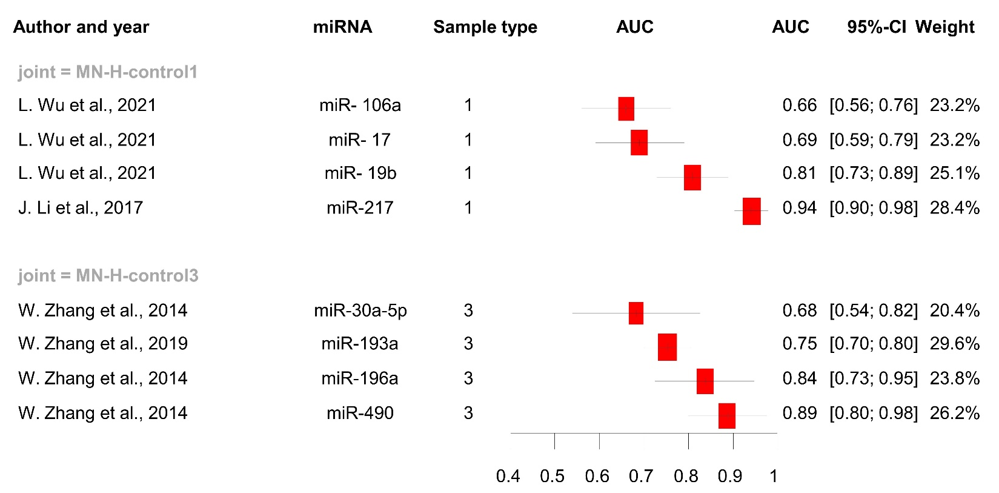 Author and year miRNA Sample type AUC AUC 95%-CI Weight
joint = MN-H-control1
L. Wu et al., 2021 miR- 106a 1 0.66 [0.56; 0.76] 23.2%
L. Wu et al., 2021 miR- 17 1 0.69 [0.59; 0.79] 23.2%
L. Wu et al., 2021 miR- 19b 1 0.81 [0.73; 0.89] 25.1%
J. Li et al., 2017 miR-217 1 0.94 [0.90; 0.98] 28.4%
joint = MN-H-control3
W. Zhang et al., 2014 miR-30a-5p 3 0.68 [0.54; 0.82] 20.4%
W. Zhang et al., 2019 miR-193a 3 0.75 [0.70; 0.80] 29.6%
W. Zhang et al., 2014 miR-196a 3 0.84 [0.73; 0.95] 23.8%
W. Zhang et al., 2014 miR-490 3 0.89 [0.80; 0.98] 26.2%
0.4 0.5 0.6 0.7 0.8 0.9 1